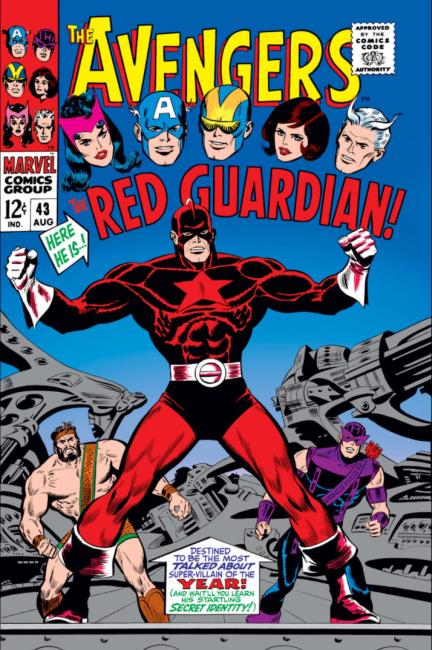 THE AVENGERS
APPROVED
BY THE
COMICS
CODE
AUTHORITY
A
A
TM
TM
MARVEL
COMICS
GROUP
12¢
IND.
43
AUG
THE RED GUARDIAN!
HERE
HE IS..!
DESTINED
TO BE THE MOST
TALKED ABOUT
SUPER-VILLAIN OF THE
YEAR!
(AND WAIT'LL YOU LEARN
HIS STARTLING
SECRET IDENTITY!)